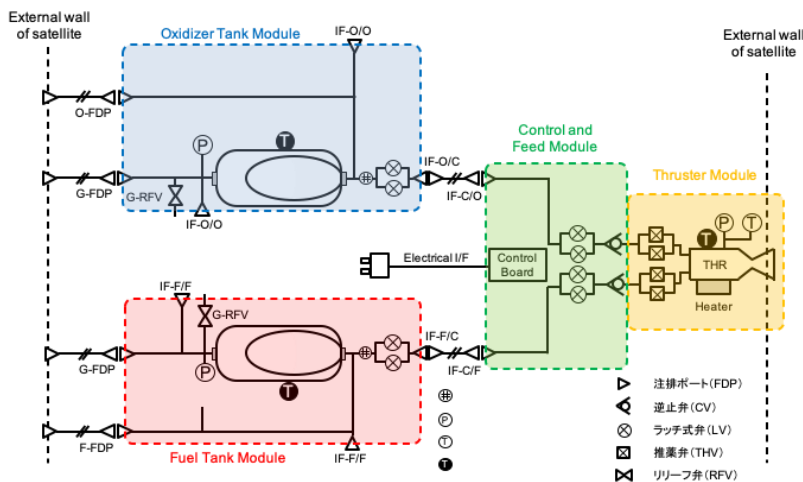 External wall
of satellite
Oxidizer Tank Module
IF-O/O
External wall
of satellite
O-FDP
P
T
Control and
Feed Module
IF-O/C
Thruster Module
G-FDP
G-RFV
IF-C/O
IF-O/O
P
T
T
Electrical I/F
Control
Board
THR
IF-F/F
Heater
G-RFV
IF-F/C
G-FDP
P
IF-C/F
T
注排ポート(FDP)
逆止弁(CV)
P
ラッチ式弁(LV)
F-FDP
T
推薬弁(THV)
Fuel Tank Module
IF-F/F
T
リリーフ弁(RFV)